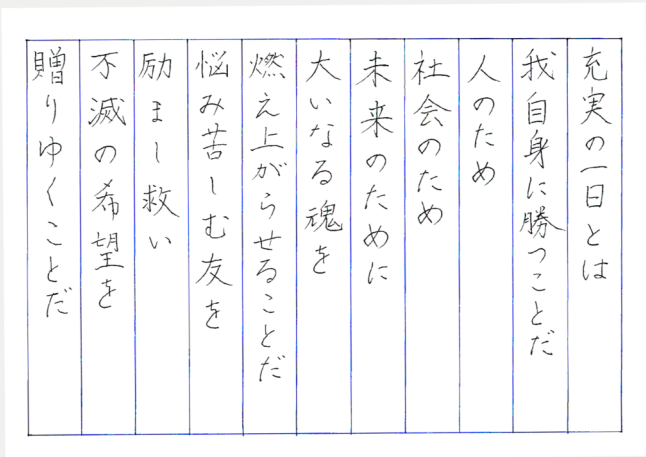 充実の一日とは
我自身に勝つことだ
人のため
社会のため
未来のために
大いなる魂を
燃え上がらせることだ
悩み苦しむ友を
励まし救い
不滅の希望を
贈りゆくことだ